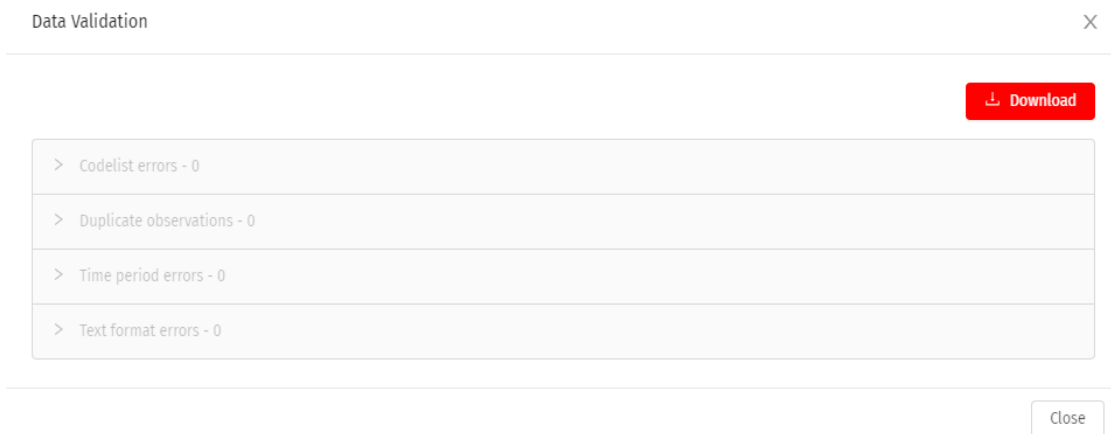 Data Validation
Download
Codelist errors - 0
Duplicate observations - 0
Time period errors - 0
Text format errors - 0
Close